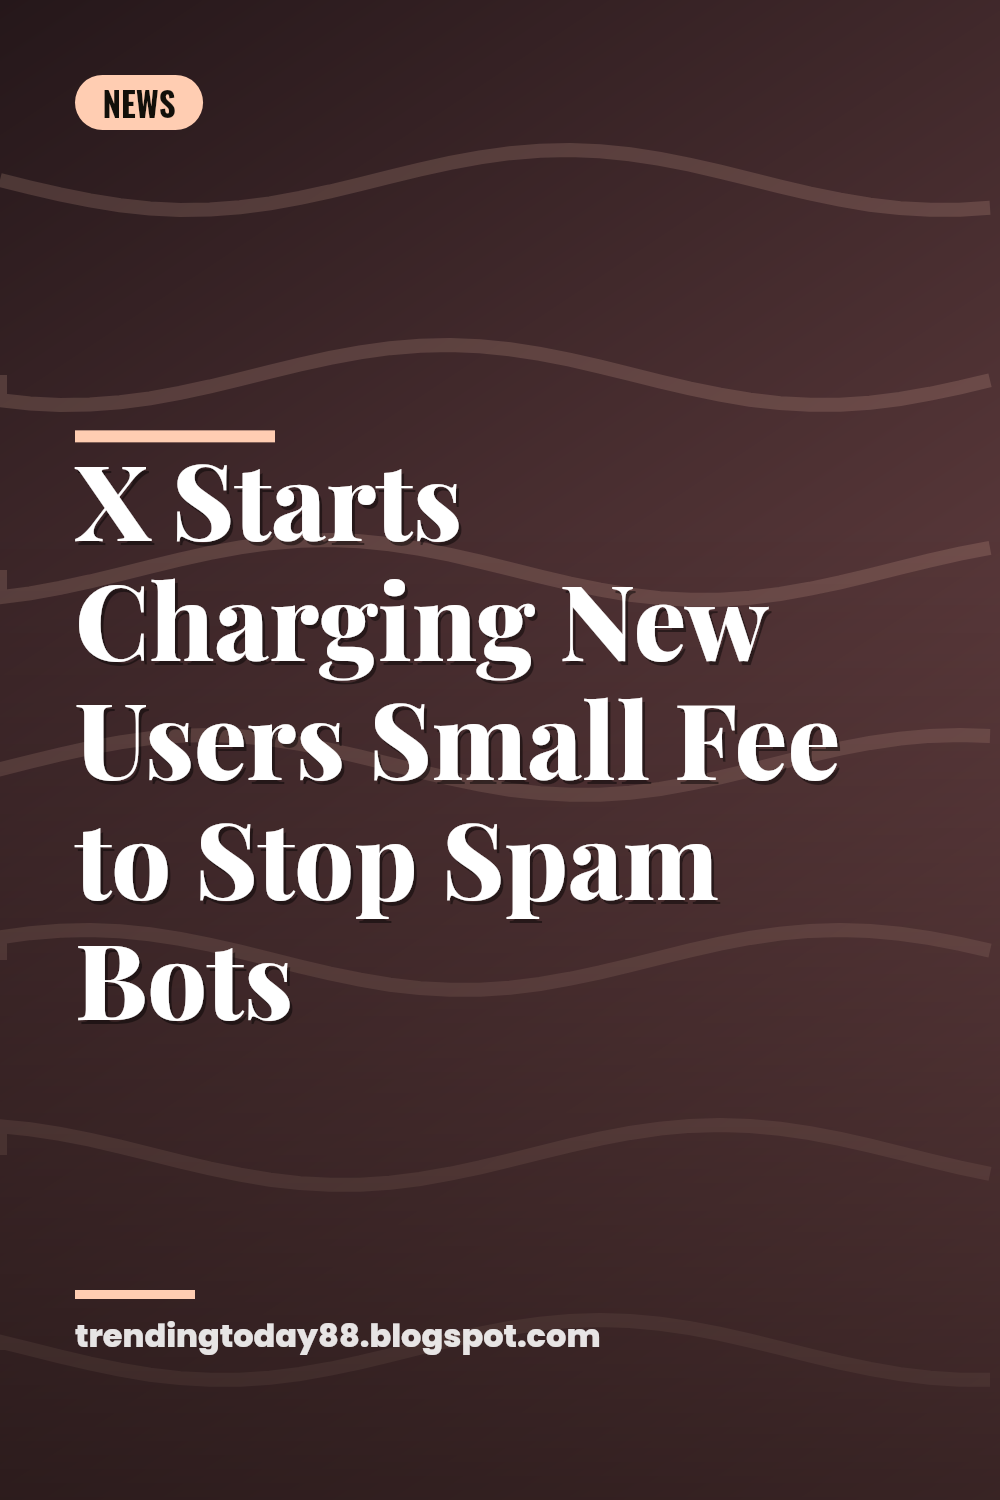 NEWS
X Starts
Charging New
Users Small Fee
to Stop Spam
Bots
trendingtoday88.blogspot.com